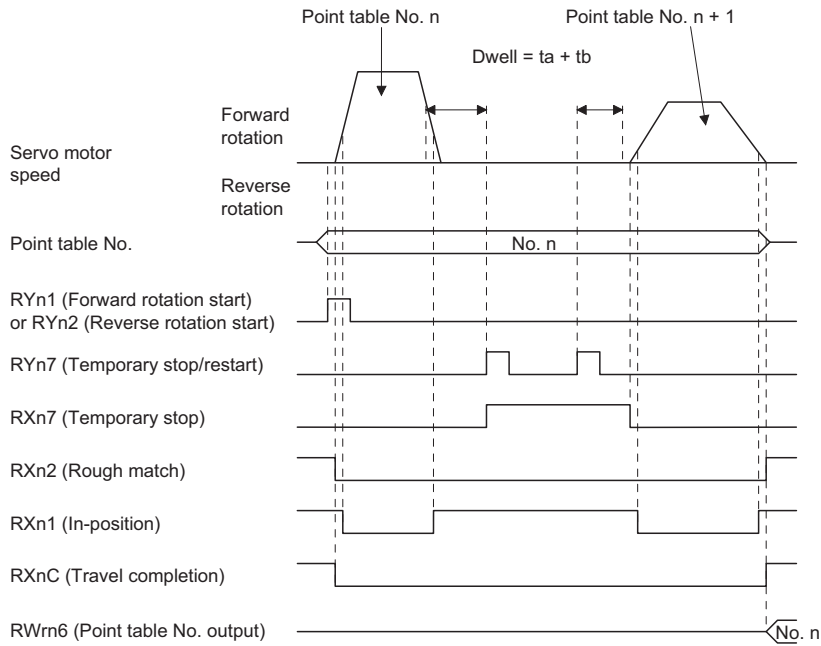 Point table No. n
Point table No. n + 1
Dwell = ta + tb
Forward
rotation
Servo motor
speed
Reverse
rotation
Point table No.
No. n
RYn1 (Forward rotation start)
or RYn2 (Reverse rotation start)
RYn7 (Temporary stop/restart)
RXn7 (Temporary stop)
RXn2 (Rough match)
RXn1 (In-position)
RXnC (Travel completion)
RWrn6 (Point table No. output)
No. n